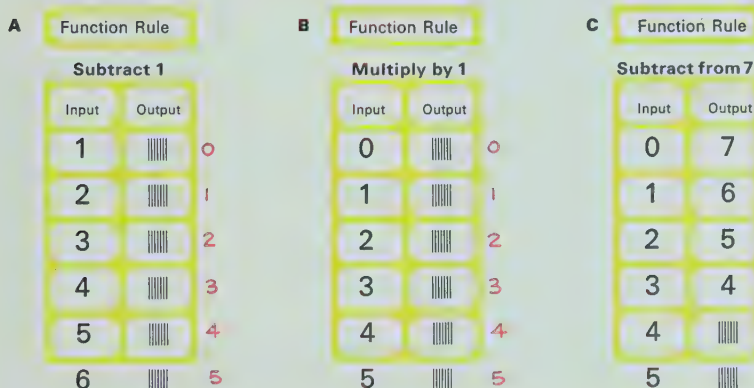 A Function Rule B Function Rule C Function Rule
Subtract 1 Multiply by 1 Subtract from 7
Input Output Input Output Input Output
1 0 0 0 0 7
2 1 1 1 1 6
3 2 2 2 2 5
4 3 3 3 3 4
5 4 4 4 4
6 5 5 5 5